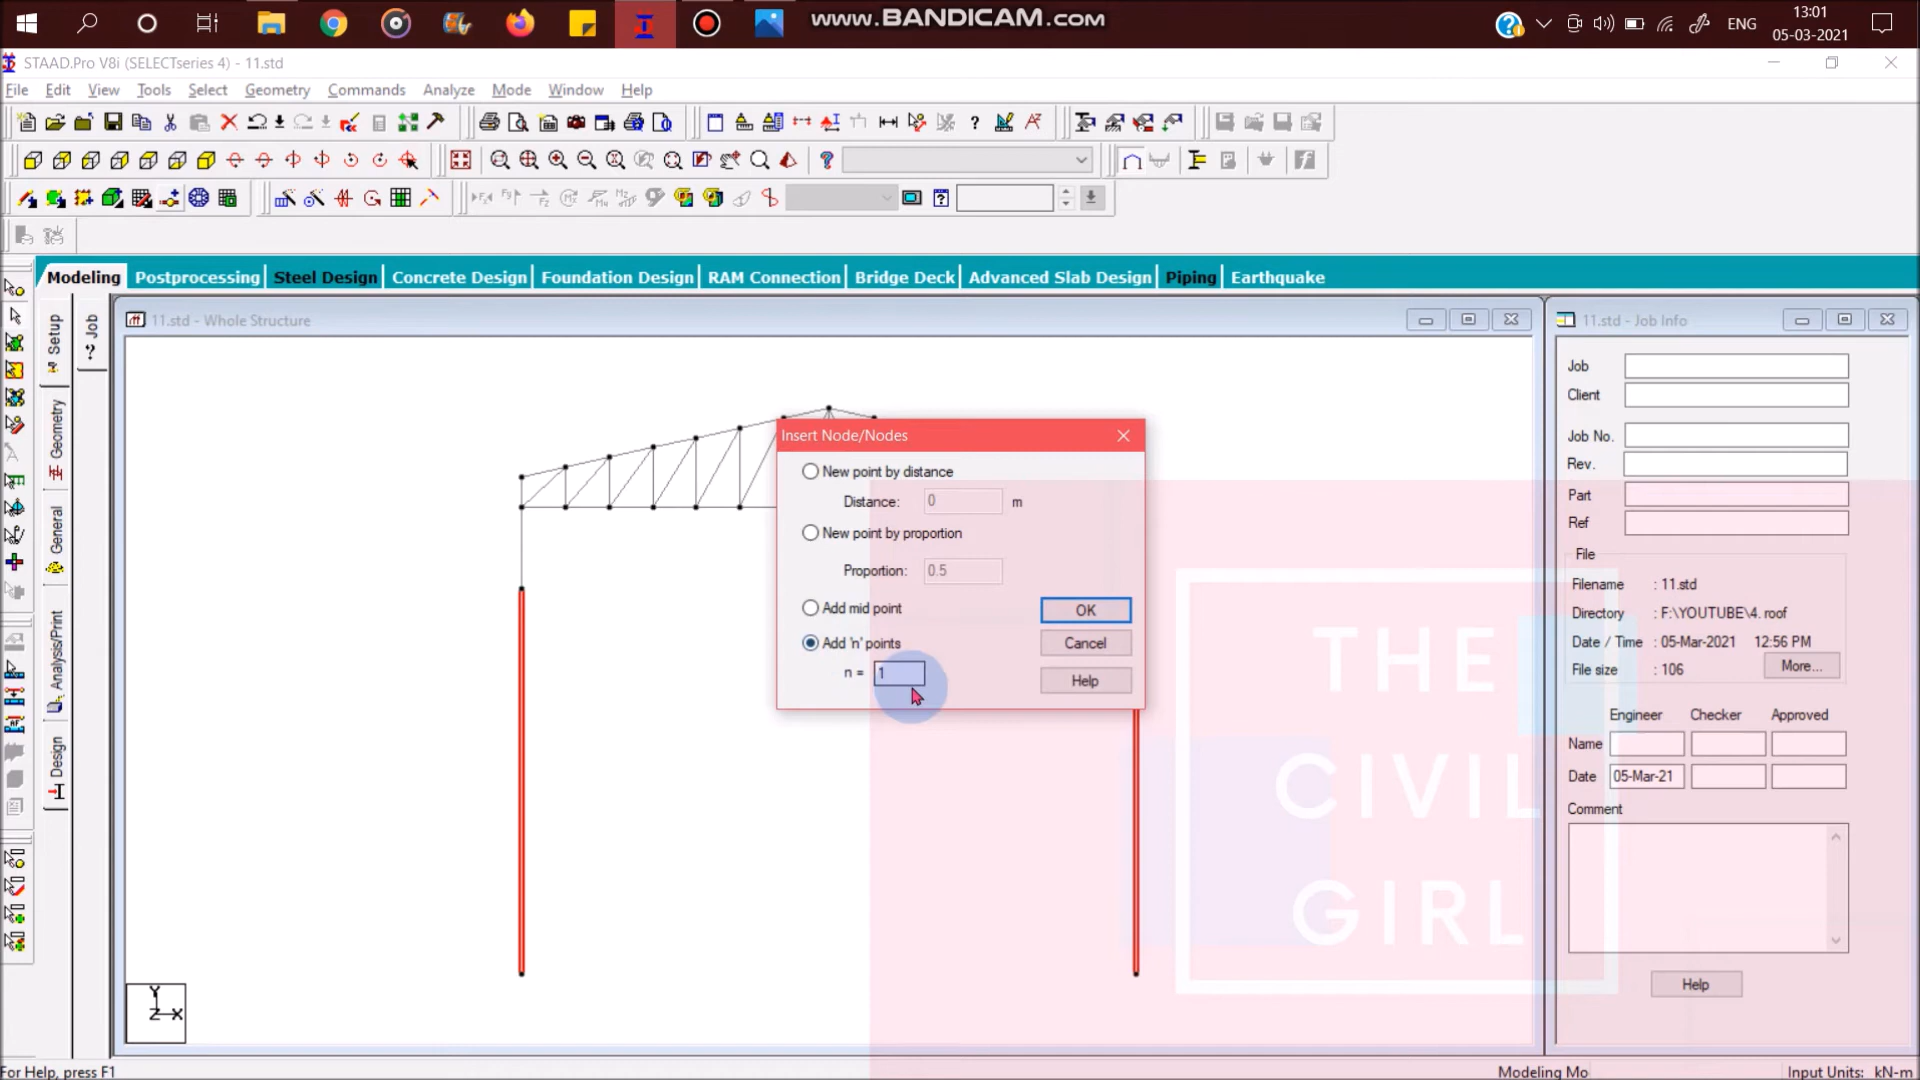 www.BANDICAM.com
ENG
13:01
05-03-2021
STAAD.Pro V8i (SELECTseries 4) - 11.std
File Edit View Tools Select Geometry Commands Analyze Mode Window Help
Modeling Postprocessing Steel Design Concrete Design Foundation Design RAM Connection Bridge Deck Advanced Slab Design Piping Earthquake
Setup
Geometry
General
Analysis/Print
Design
Job
11.std - Whole Structure
Insert Node/Nodes
New point by distance
Distance: 0 m
New point by proportion
Proportion: 0.5
Add mid point
Add 'n' points
n = 1
OK
Cancel
Help
11.std - Job Info
Job
Client
Job No.
Rev.
Part
Ref
File
Filename : 11.std
Directory : F:\YOUTUBE\4. roof
Date / Time : 05-Mar-2021 12:56 PM
File size : 106
More...
Engineer Checker Approved
Name
Date 05-Mar-21
Comment
Help
THE
CIVIL
GIRL
Y
Z X
For Help, press F1
Modeling Mo
Input Units: kN-m